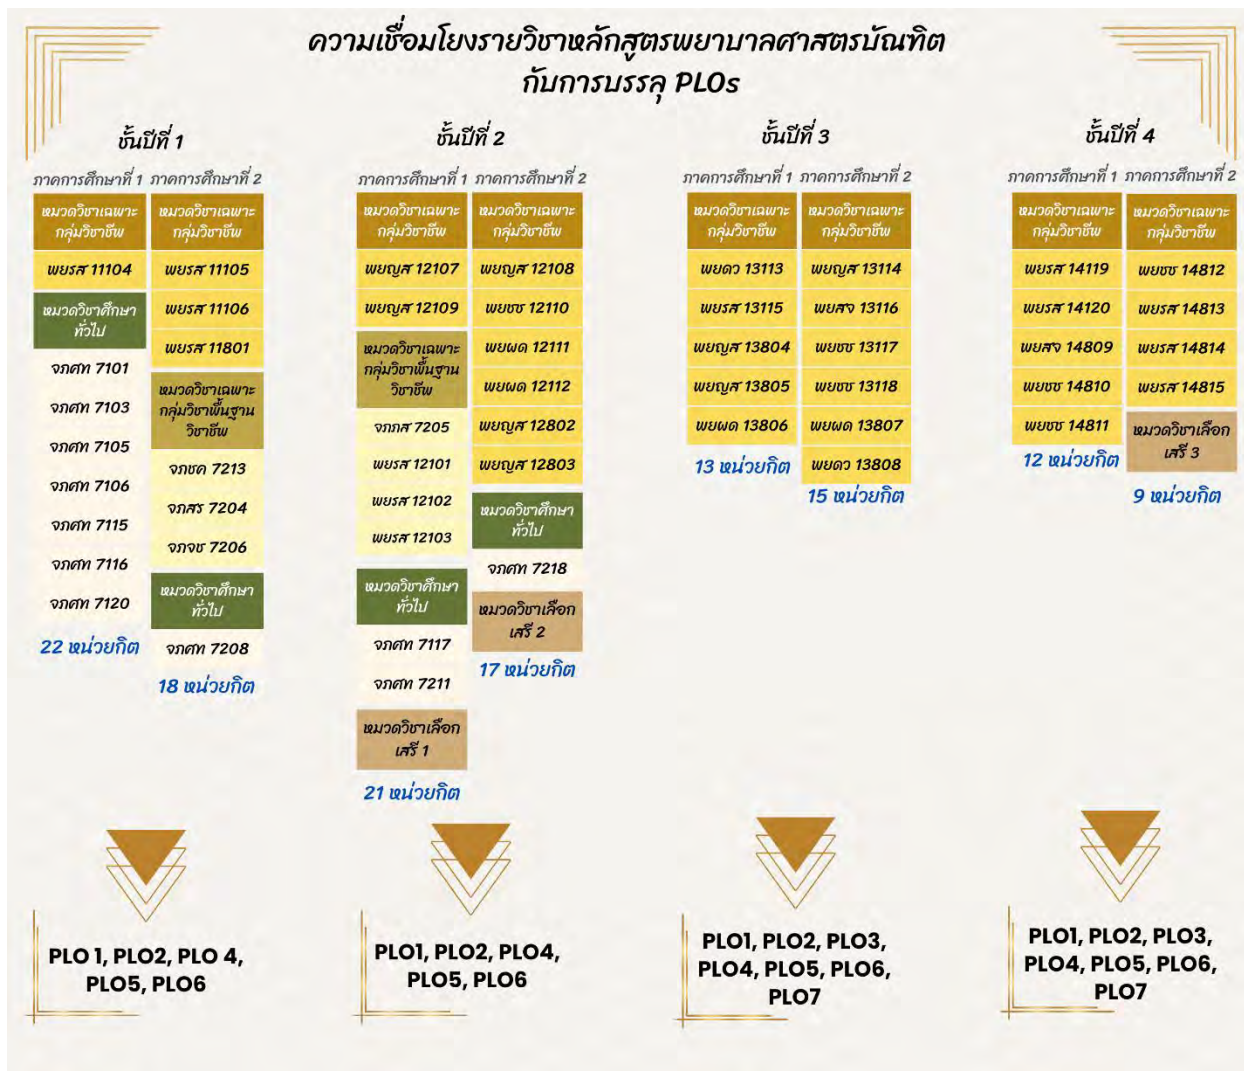 ความเชื่อมโยงรายวิชาหลักสูตรพยาบาลศาสตรบัณฑิต
กับการบรรลุ PLOs
ชั้นปีที่ 1
ภาคการศึกษาที่ 1
หมวดวิชาเฉพาะ
กลุ่มวิชาชีพ
พยรส 11104
หมวดวิชาศึกษา
ทั่วไป
จภศท 7101
จภศท 7103
จภศท 7105
จภศท 7106
จภศท 7115
จภศท 7116
จภศท 7120
22 หน่วยกิต
ภาคการศึกษาที่ 2
หมวดวิชาเฉพาะ
กลุ่มวิชาชีพ
พยรส 11105
พยรส 11106
พยรส 11801
หมวดวิชาเฉพาะ
กลุ่มวิชาพื้นฐาน
วิชาชีพ
จภชค 7213
จภสร 7204
จภจช 7206
หมวดวิชาศึกษา
ทั่วไป
จภศท 7208
18 หน่วยกิต
ชั้นปีที่ 2
ภาคการศึกษาที่ 1
หมวดวิชาเฉพาะ
กลุ่มวิชาชีพ
พยญส 12107
พยญส 12109
หมวดวิชาเฉพาะ
กลุ่มวิชาพื้นฐาน
วิชาชีพ
จภภส 7205
พยรส 12101
พยรส 12102
พยรส 12103
หมวดวิชาศึกษา
ทั่วไป
จภศท 7117
จภศท 7211
หมวดวิชาเลือก
เสรี 1
21 หน่วยกิต
ภาคการศึกษาที่ 2
หมวดวิชาเฉพาะ
กลุ่มวิชาชีพ
พยญส 12108
พยชช 12110
พยผด 12111
พยผด 12112
พยญส 12802
พยญส 12803
หมวดวิชาศึกษา
ทั่วไป
จภศท 7218
หมวดวิชาเลือก
เสรี 2
17 หน่วยกิต
ชั้นปีที่ 3
ภาคการศึกษาที่ 1
หมวดวิชาเฉพาะ
กลุ่มวิชาชีพ
พยดว 13113
พยรส 13115
พยญส 13804
พยญส 13805
พยผด 13806
13 หน่วยกิต
ภาคการศึกษาที่ 2
หมวดวิชาเฉพาะ
กลุ่มวิชาชีพ
พยญส 13114
พยสจ 13116
พยชช 13117
พยชช 13118
พยผด 13807
พยดว 13808
15 หน่วยกิต
ชั้นปีที่ 4
ภาคการศึกษาที่ 1
หมวดวิชาเฉพาะ
กลุ่มวิชาชีพ
พยรส 14119
พยรส 14120
พยสจ 14809
พยชช 14810
พยชช 14811
12 หน่วยกิต
ภาคการศึกษาที่ 2
หมวดวิชาเฉพาะ
กลุ่มวิชาชีพ
พยชช 14812
พยรส 14813
พยรส 14814
พยรส 14815
หมวดวิชาเลือก
เสรี 3
9 หน่วยกิต
PLO 1, PLO2, PLO 4,
PLO5, PLO6
PLO1, PLO2, PLO4,
PLO5, PLO6
PLO1, PLO2, PLO3,
PLO4, PLO5, PLO6,
PLO7
PLO1, PLO2, PLO3,
PLO4, PLO5, PLO6,
PLO7